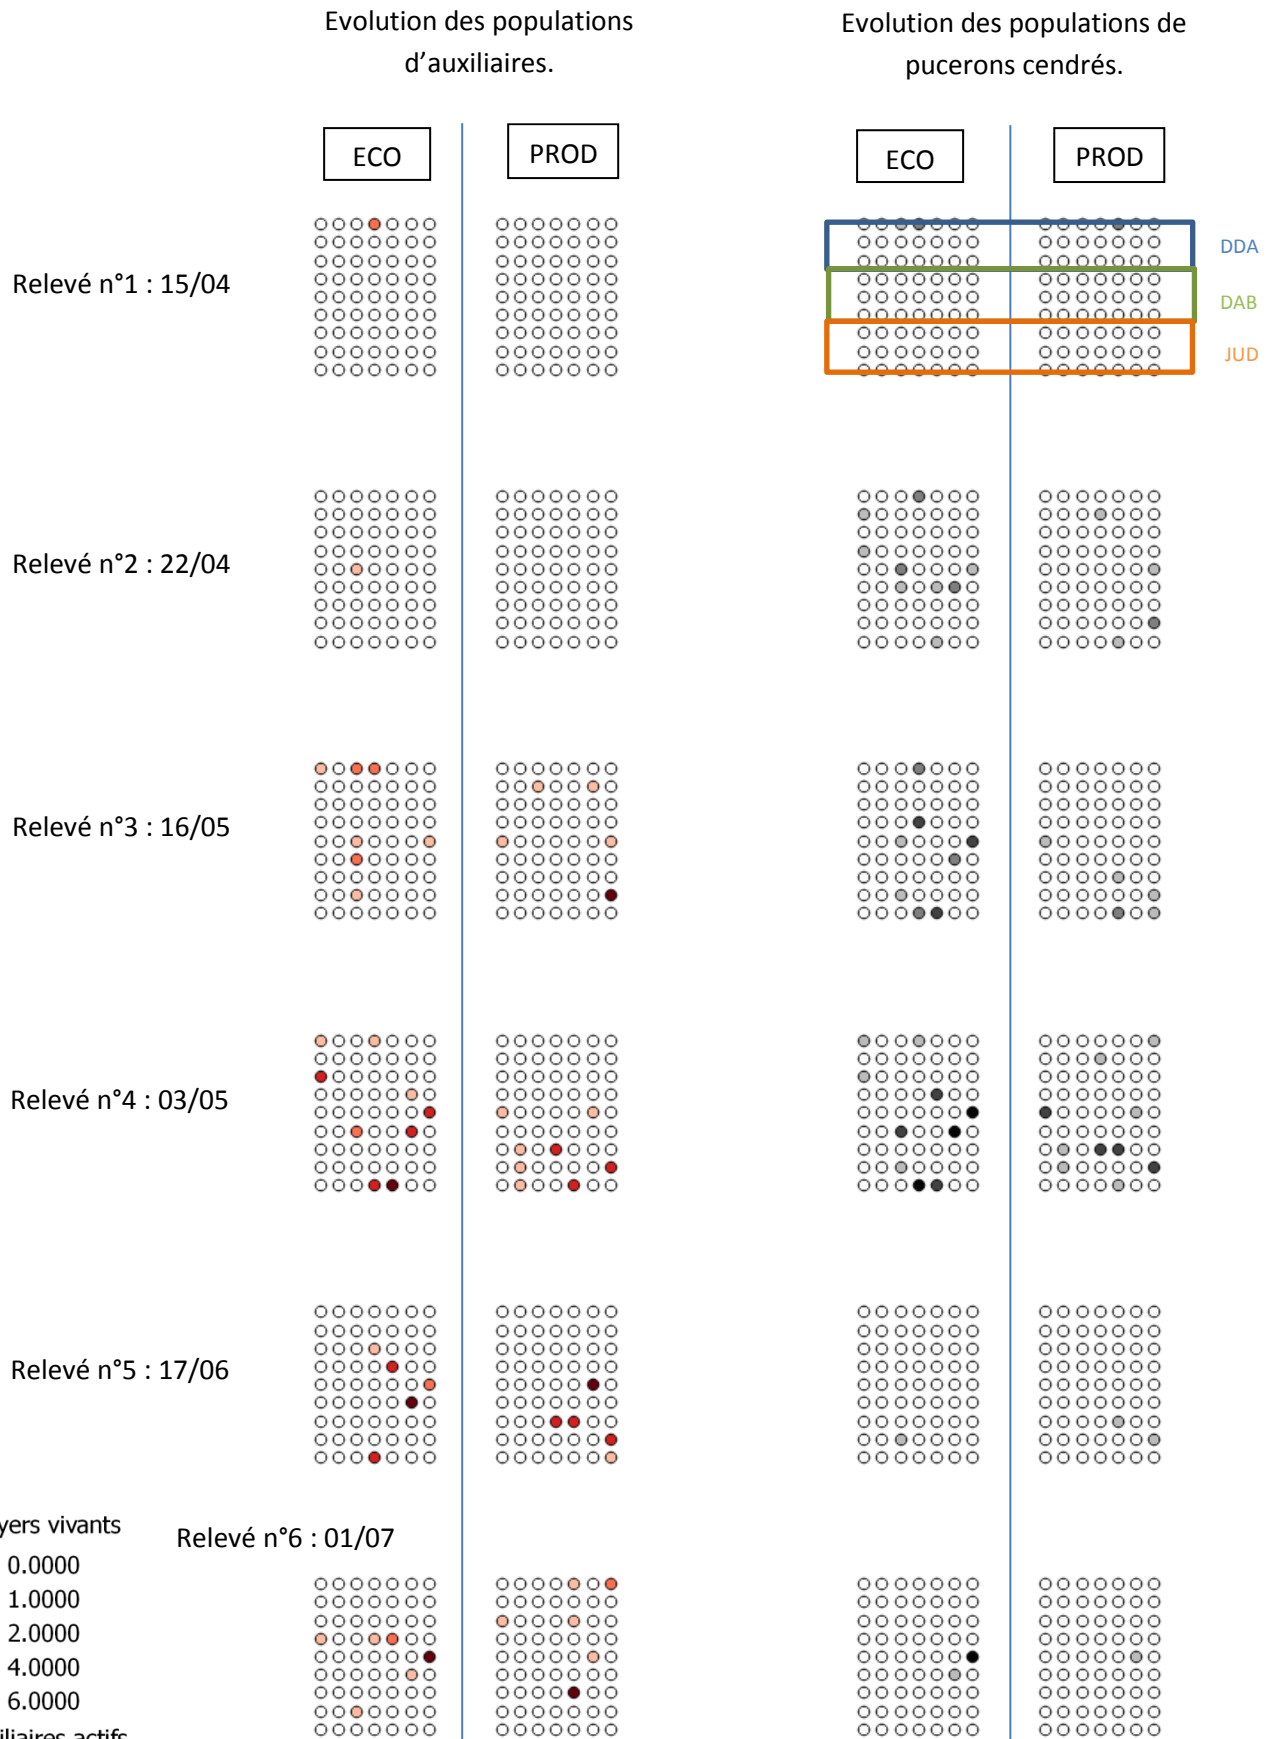 Evolution des populations
d'auxiliaires.
Evolution des populations de
pucerons cendrés.
ECO
PROD
ECO
PROD
Relevé n°1 : 15/04
DDA
DAB
JUD
Relevé n°2 : 22/04
Relevé n°3 : 16/05
Relevé n°4 : 03/05
Relevé n°5 : 17/06
Relevé n°6 : 01/07
vivants
0.0000
1.0000
2.0000
4.0000
6.0000
actifs